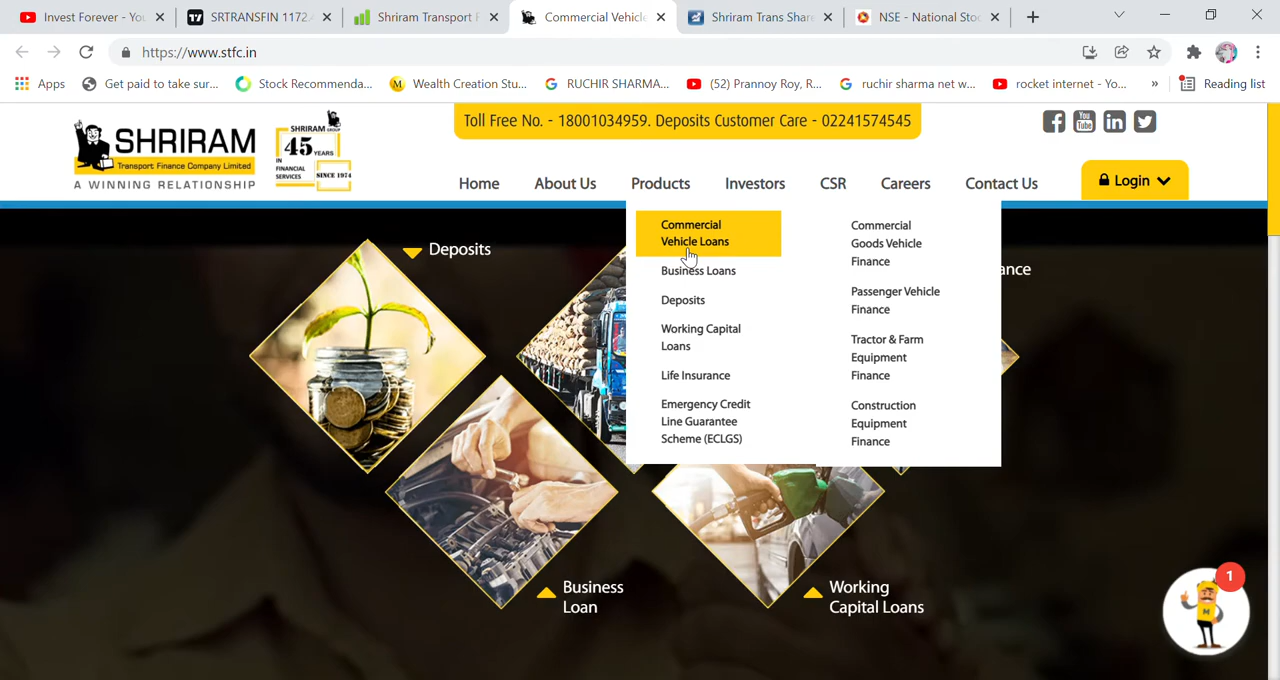 Invest Forever - You
SRTRANSFIN 1172.
Shriram Transport F
Commercial Vehicle
Shriram Trans Share
NSE - National Stoc
https://www.stfc.in
Apps
Get paid to take sur...
Stock Recommenda...
Wealth Creation Stu...
RUCHIR SHARMA...
(52) Prannoy Roy, R...
ruchir sharma net w...
rocket internet - Yo...
»
Reading list
SHRIRAM
Transport Finance Company Limited
A WINNING RELATIONSHIP
SHRIRAM GROUP
45 YEARS
IN
FINANCIAL
SERVICES
SINCE 1974
Toll Free No. - 18001034959. Deposits Customer Care - 02241574545
You
Tube
Home
About Us
Products
Investors
CSR
Careers
Contact Us
Login
Commercial
Vehicle Loans
Business Loans
Deposits
Working Capital
Loans
Life Insurance
Emergency Credit
Line Guarantee
Scheme (ECLGS)
Commercial
Goods Vehicle
Finance
Passenger Vehicle
Finance
Tractor & Farm
Equipment
Finance
Construction
Equipment
Finance
Deposits
ance
Business
Loan
Working
Capital Loans
1
M